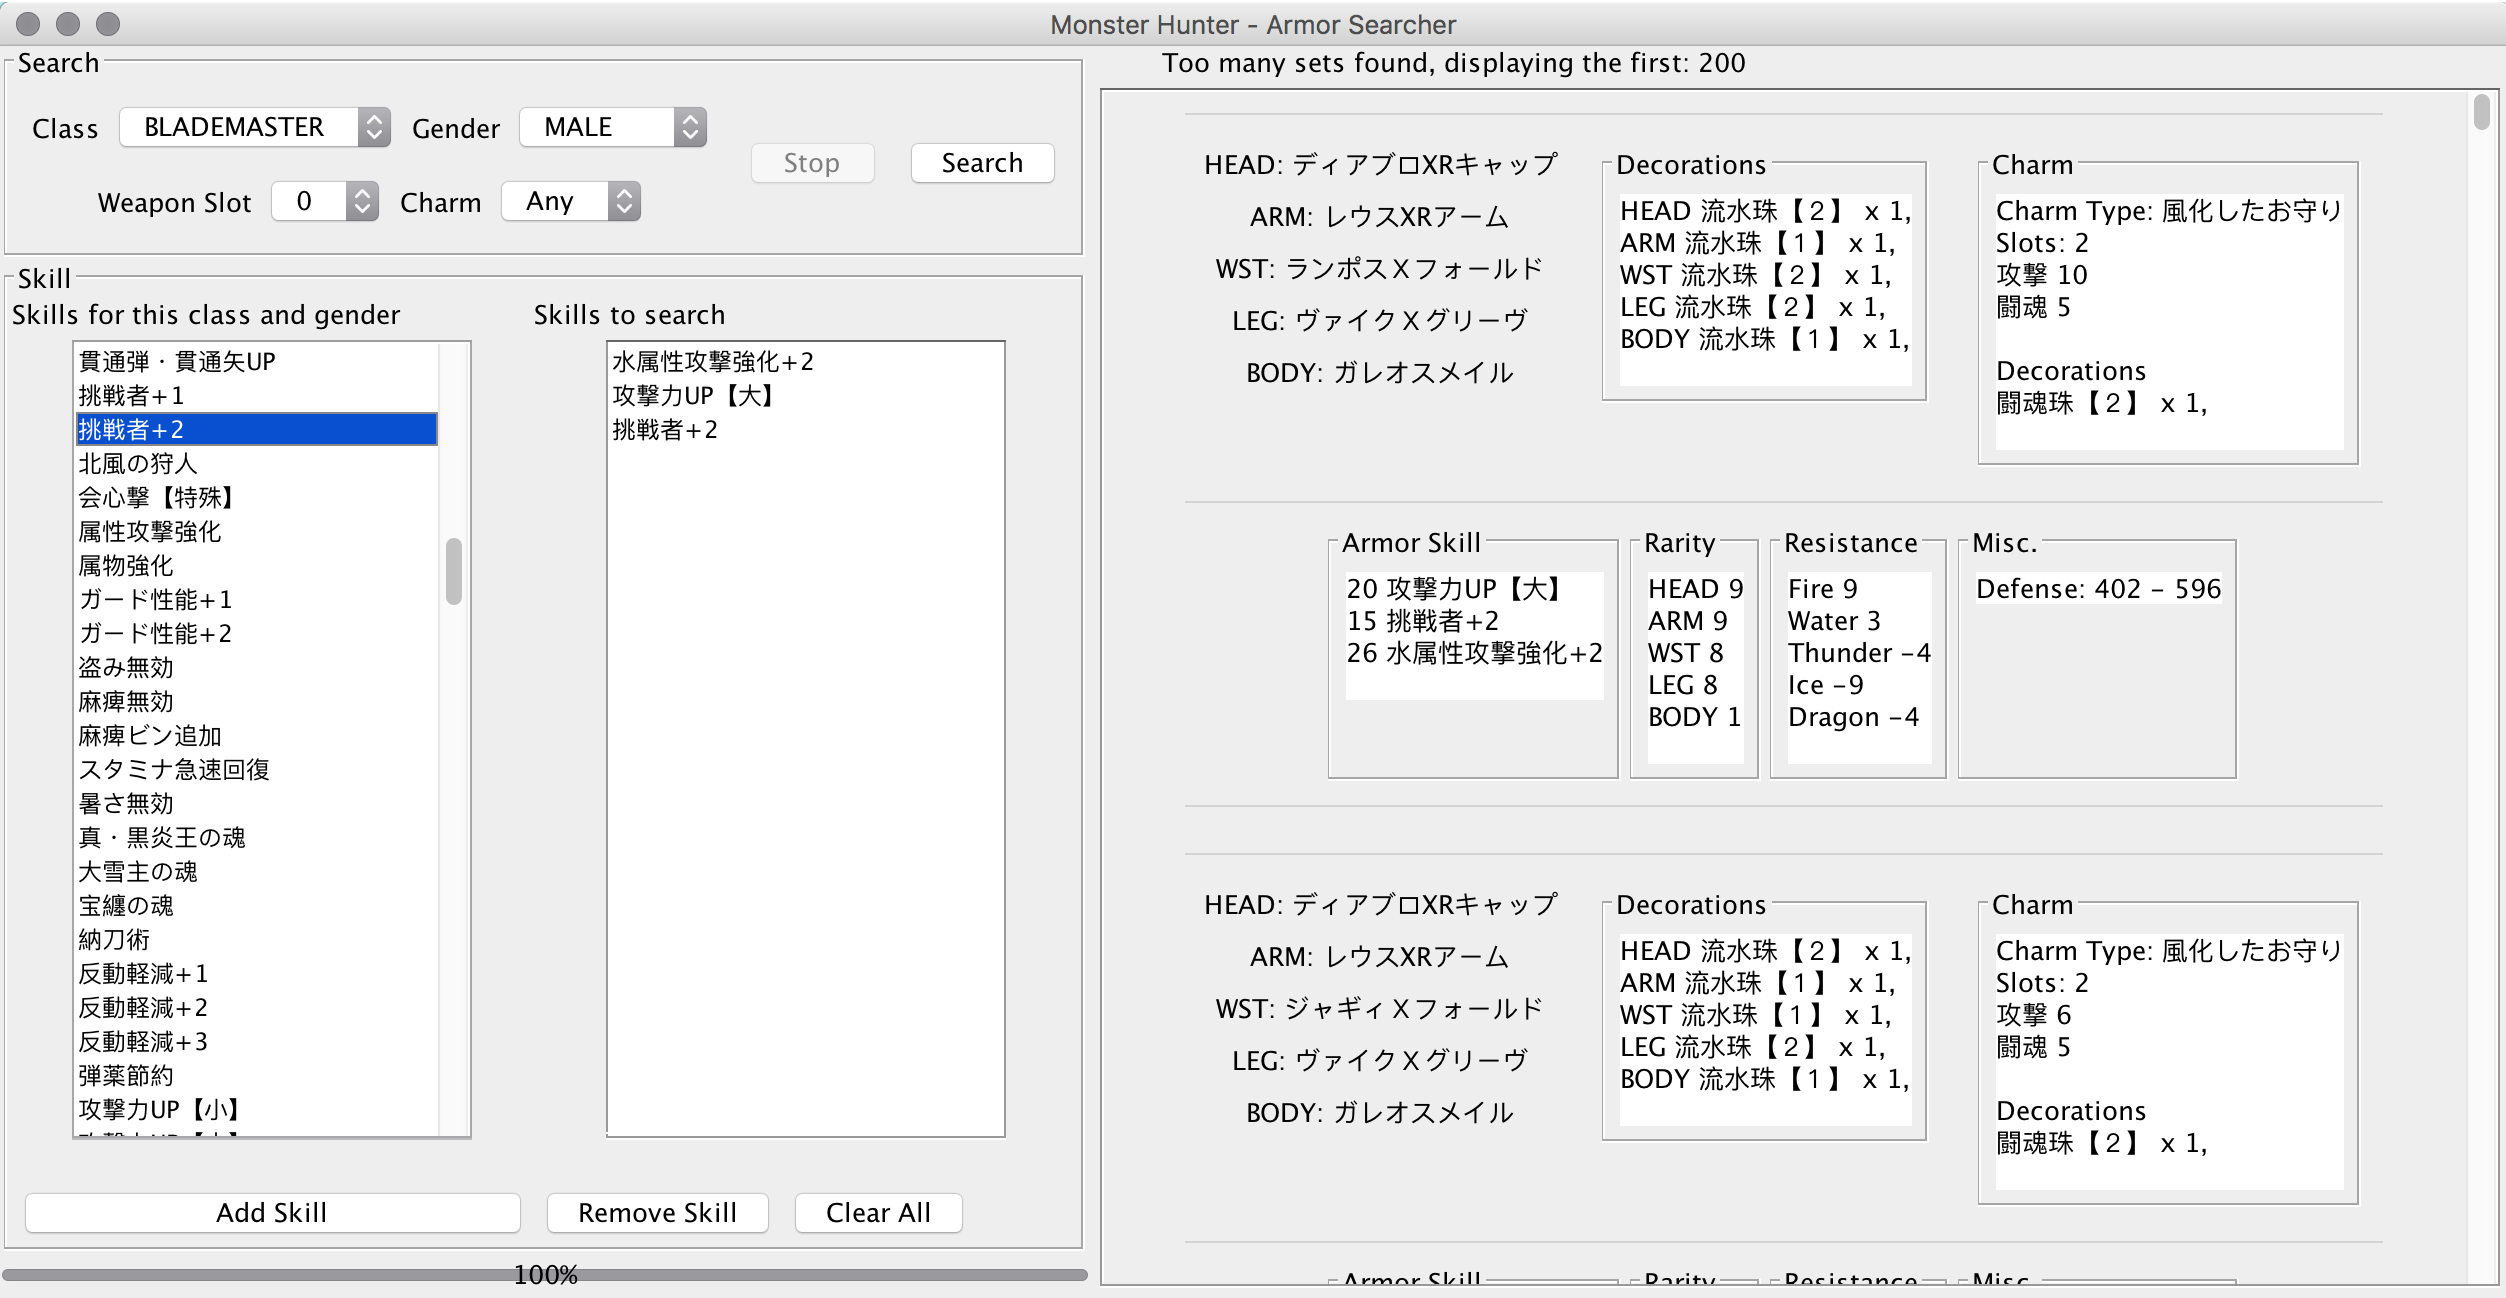 Monster Hunter - Armor Searcher
Search
Class BLADEMASTER Gender MALE
Stop Search
Weapon Slot 0 Charm Any
Skill
Skills for this class and gender
貫通弾・貫通矢UP
挑戦者+1
挑戦者+2
北風の狩人
会心撃【特殊】
属性攻撃強化
属物強化
ガード性能+1
ガード性能+2
盗み無効
麻痺無効
麻痺ビン追加
スタミナ急速回復
暑さ無効
真・黒炎王の魂
大雪主の魂
宝纏の魂
納刀術
反動軽減+1
反動軽減+2
反動軽減+3
弾薬節約
攻撃力UP【小】
Skills to search
水属性攻撃強化+2
攻撃力UP【大】
挑戦者+2
Add Skill Remove Skill Clear All
100%
Too many sets found, displaying the first: 200
HEAD: ディアブロXRキャップ
ARM: レウスXRアーム
WST: ランポスＸフォールド
LEG: ヴァイクＸグリーヴ
BODY: ガレオスメイル
Decorations
HEAD 流水珠【２】 x 1,
ARM 流水珠【１】 x 1,
WST 流水珠【２】 x 1,
LEG 流水珠【２】 x 1,
BODY 流水珠【１】 x 1,
Charm
Charm Type: 風化したお守り
Slots: 2
攻撃 10
闘魂 5
Decorations
闘魂珠【２】 x 1,
Armor Skill
20 攻撃力UP【大】
15 挑戦者+2
26 水属性攻撃強化+2
Rarity
HEAD 9
ARM 9
WST 8
LEG 8
BODY 1
Resistance
Fire 9
Water 3
Thunder -4
Ice -9
Dragon -4
Misc.
Defense: 402 - 596
HEAD: ディアブロXRキャップ
ARM: レウスXRアーム
WST: ジャギィＸフォールド
LEG: ヴァイクＸグリーヴ
BODY: ガレオスメイル
Decorations
HEAD 流水珠【２】 x 1,
ARM 流水珠【１】 x 1,
WST 流水珠【１】 x 1,
LEG 流水珠【２】 x 1,
BODY 流水珠【１】 x 1,
Charm
Charm Type: 風化したお守り
Slots: 2
攻撃 6
闘魂 5
Decorations
闘魂珠【２】 x 1,
Armor Skill Rarity Resistance Misc.